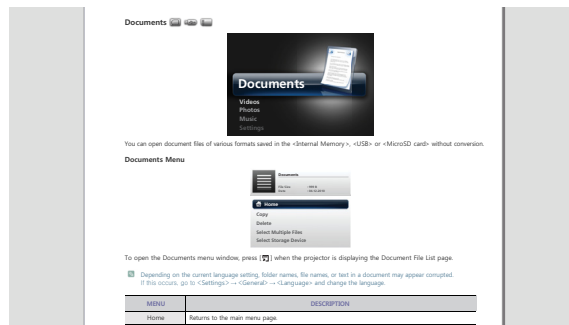 Documents
Documents
Videos
Photos
Music
Settings
You can open document files of various formats saved in the <Internal Memory>, <USB> or <MicroSD card> without conversion.
Documents Menu
Documents
Home
Copy
Delete
Select Multiple Files
Select Storage Device
To open the Documents menu window, press [ ] when the projector is displaying the Document File List page.
Depending on the current language setting, folder names, file names, or text in a document may appear corrupted.
If this occurs, go to <Settings> → <General> → <Language> and change the language.
MENU DESCRIPTION
Home Returns to the main menu page.